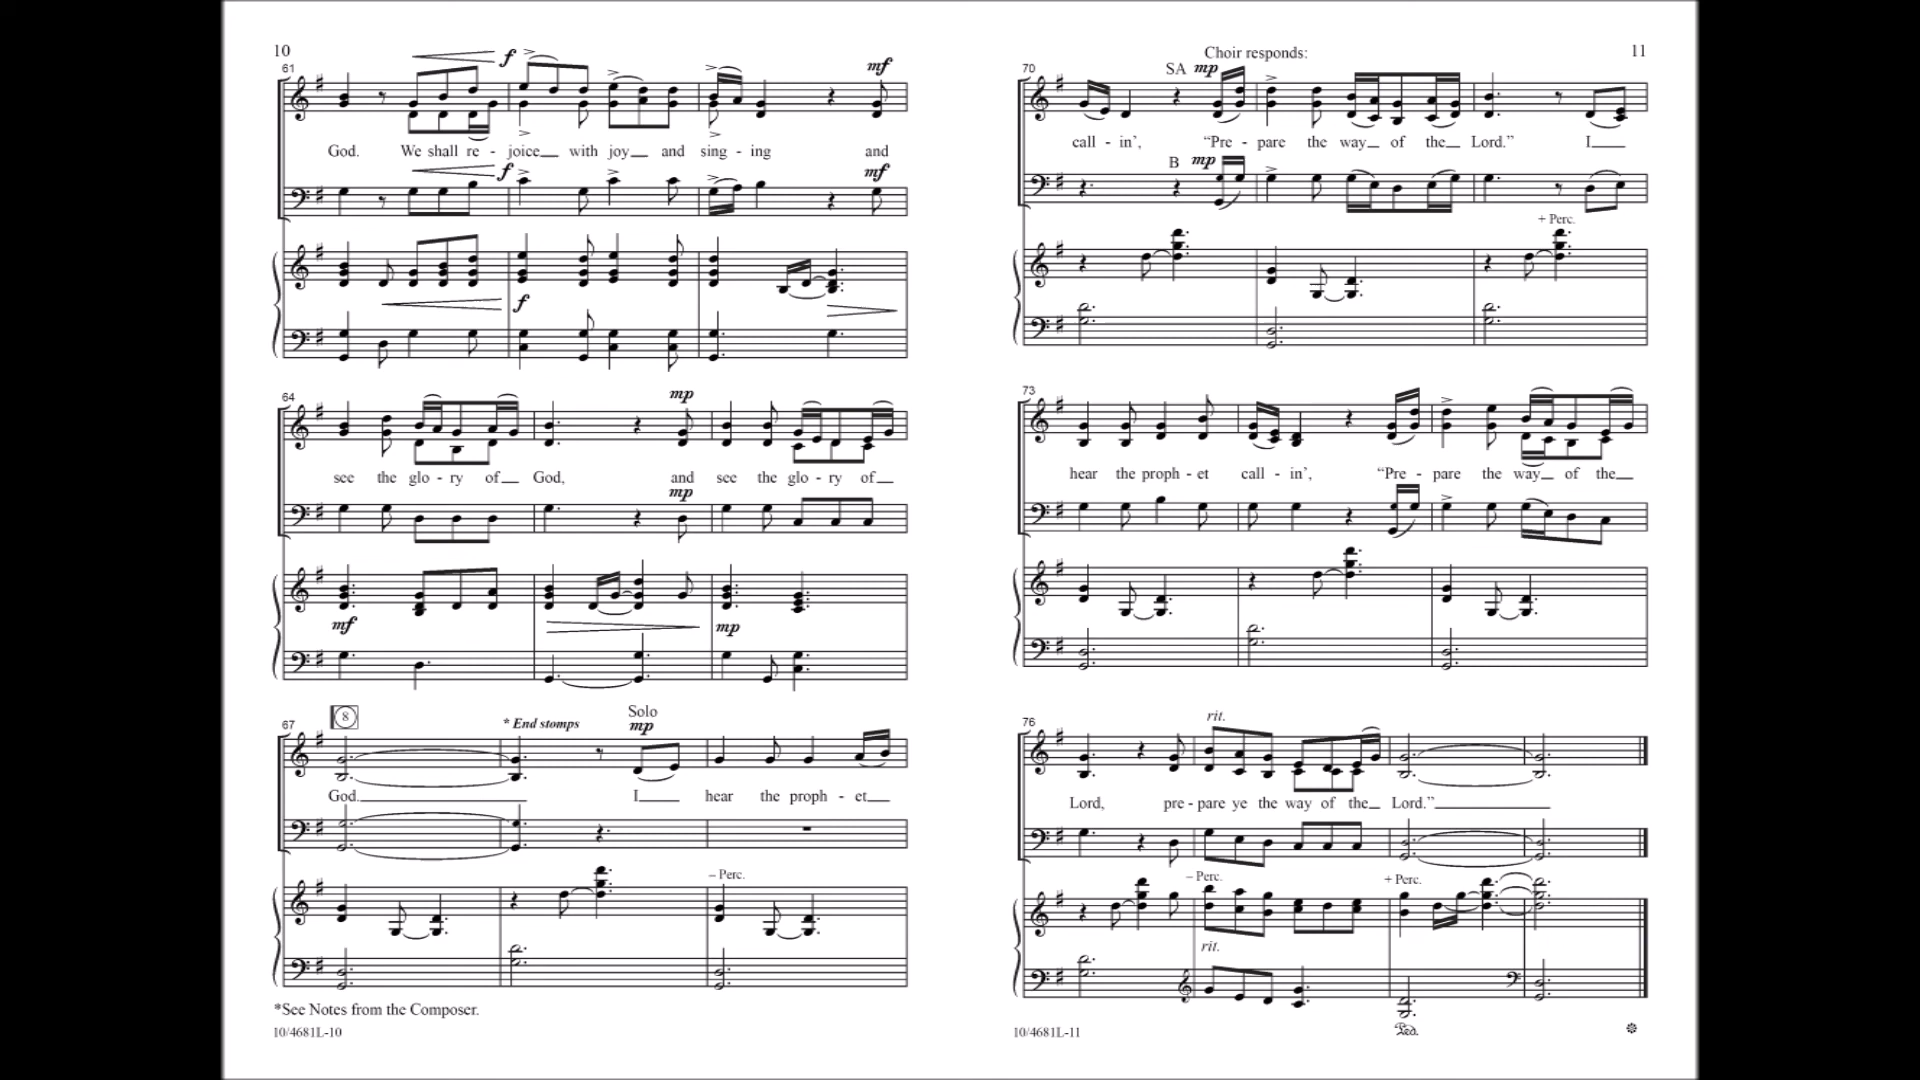 10
61
f
mf
God. We shall re - joice with joy and sing - ing and
f
mf
f
64
mp
see the glo - ry of God, and see the glo - ry of
mp
mf
mp
67
8
* End stomps
Solo
mp
God. I hear the proph - et
– Perc.
*See Notes from the Composer.
10/4681L-10
11
Choir responds:
70
SA mp
call - in’, “Pre - pare the way of the Lord.” I
B mp
+ Perc.
73
hear the proph - et call - in’, “Pre - pare the way of the
76
rit.
Lord, pre - pare ye the way of the Lord.”
– Perc.
+ Perc.
rit.
Ped.
10/4681L-11